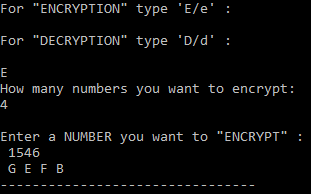 For "ENCRYPTION" type 'E/e' :
For "DECRYPTION" type 'D/d' :
E
How many numbers you want to encrypt:
4
Enter a NUMBER you want to "ENCRYPT" :
1546
G E F B
--------------------------------